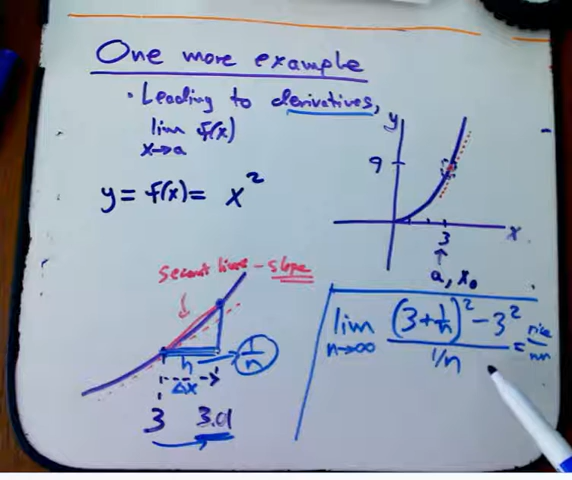 One more example
• Leading to derivatives,
lim f(x)
x→a
y = f(x) = x²
y
9
3
x
a, x₀
secant line - slope
h → 1/n
Δx
3 3.01
lim (3 + 1/n)² - 3²
n→∞ 1/n
= rise
run